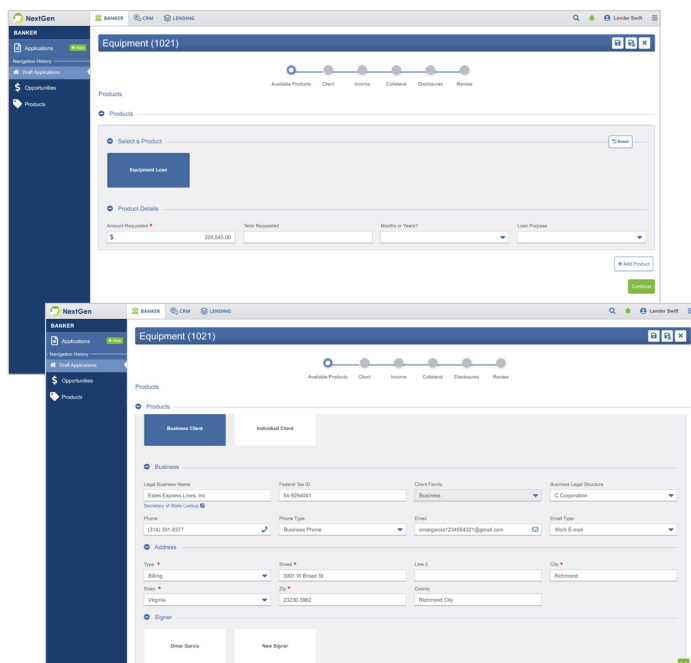 NextGen
BANKER CRM LENDING
Lender Swift
BANKER
Applications + New
Navigation History
Draft Applications
Opportunities
Products
Equipment (1021)
Available Products Client Income Collateral Disclosures Review
Products
Products
Select a Product
Reset
Equipment Loan
Product Details
Amount Requested * Term Requested Months or Years? Loan Purpose
$ 324,545.00
+ Add Product
Continue
NextGen
BANKER CRM LENDING
Lender Swift
BANKER
Applications + New
Navigation History
Draft Applications
Opportunities
Products
Equipment (1021)
Available Products Client Income Collateral Disclosures Review
Products
Products
Business Client Individual Client
Business
Legal Business Name Federal Tax ID Client Family Business Legal Structure
Estes Express Lines, Inc 54-9294041 Business C Corporation
Secretary of State Lookup
Phone Phone Type Email Email Type
(314) 391-8377 Business Phone omargarcia1234554321@gmail.com Work E-mail
Address
Type * Street * Line 2 City *
Billing 3901 W Broad St Richmond
State * Zip * County
Virginia 23230-3962 Richmond City
Signer
Omar Garcia New Signer